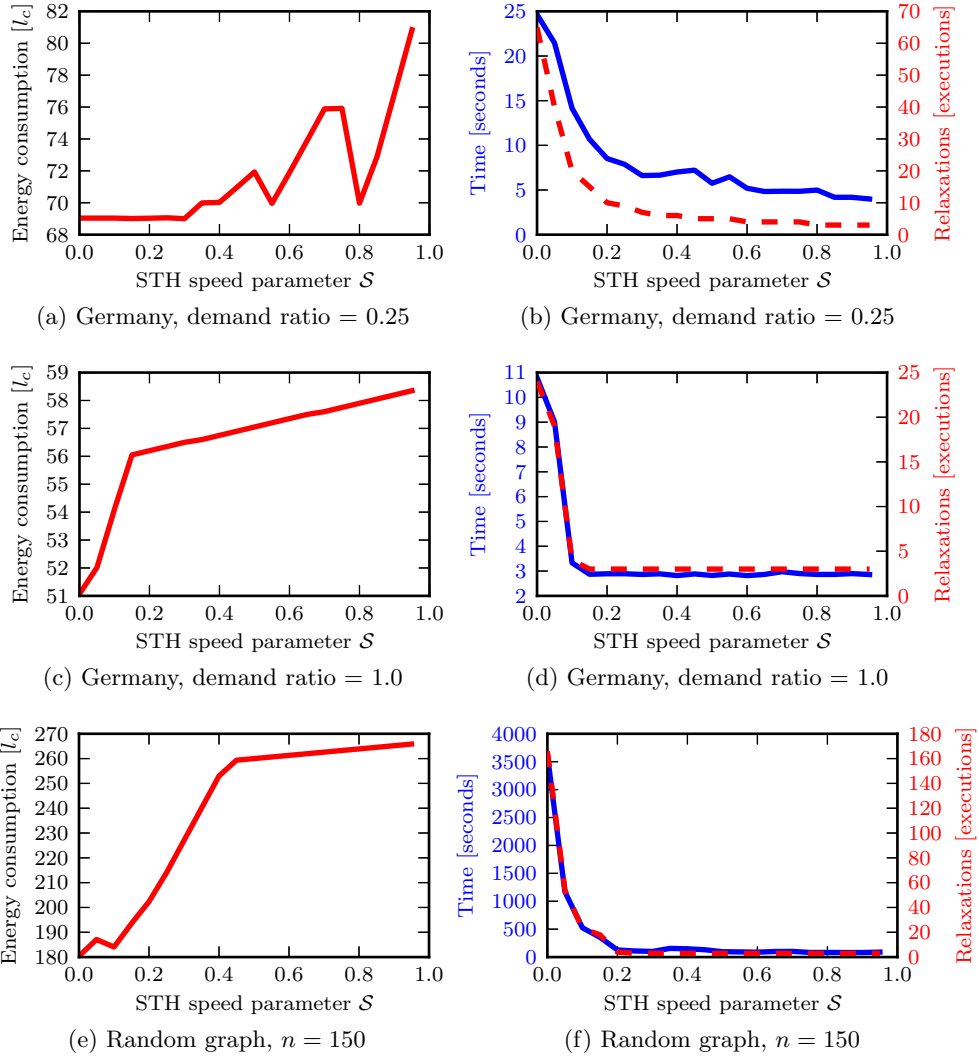 82
80
78
76
74
72
70
68
0.0 0.2 0.4 0.6 0.8 1.0
Energy consumption [l_c]
STH speed parameter 𝒮
(a) Germany, demand ratio = 0.25
25
20
15
10
5
0
Time [seconds]
70
60
50
40
30
20
10
0
Relaxations [executions]
0.0 0.2 0.4 0.6 0.8 1.0
STH speed parameter 𝒮
(b) Germany, demand ratio = 0.25
59
58
57
56
55
54
53
52
51
0.0 0.2 0.4 0.6 0.8 1.0
Energy consumption [l_c]
STH speed parameter 𝒮
(c) Germany, demand ratio = 1.0
11
10
9
8
7
6
5
4
3
2
Time [seconds]
25
20
15
10
5
0
Relaxations [executions]
0.0 0.2 0.4 0.6 0.8 1.0
STH speed parameter 𝒮
(d) Germany, demand ratio = 1.0
270
260
250
240
230
220
210
200
190
180
0.0 0.2 0.4 0.6 0.8 1.0
Energy consumption [l_c]
STH speed parameter 𝒮
(e) Random graph, n = 150
4000
3500
3000
2500
2000
1500
1000
500
0
Time [seconds]
180
160
140
120
100
80
60
40
20
0
Relaxations [executions]
0.0 0.2 0.4 0.6 0.8 1.0
STH speed parameter 𝒮
(f) Random graph, n = 150